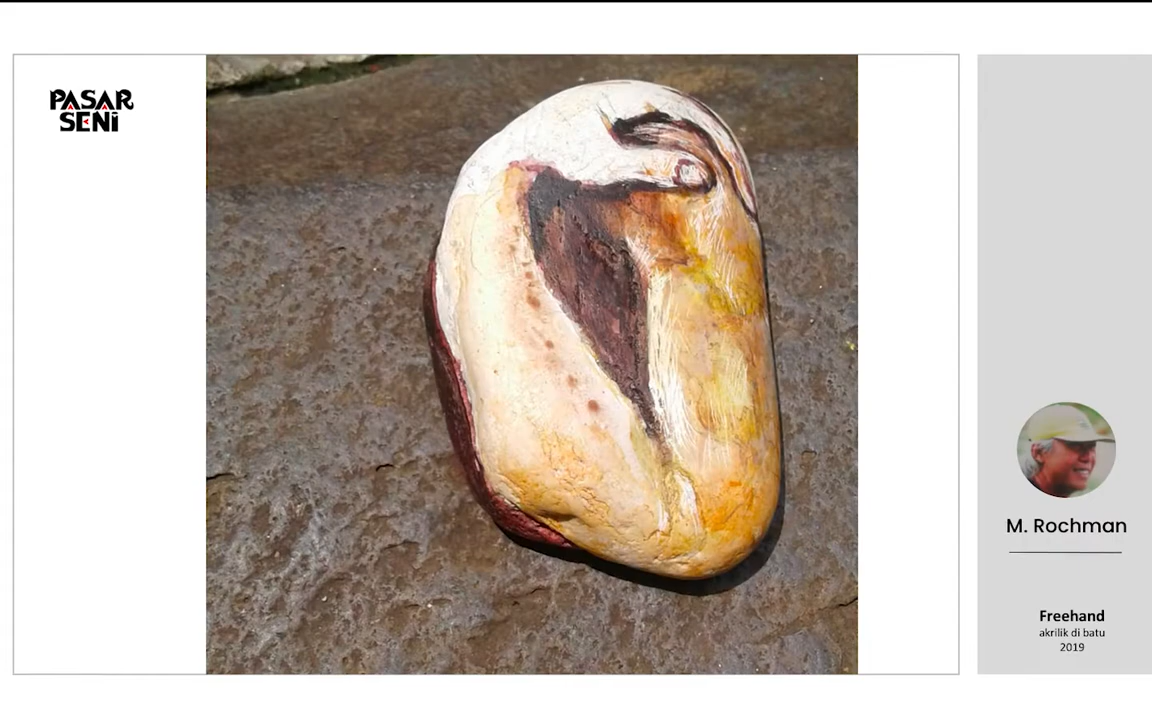 PASAR
SENI
M. Rochman
Freehand
akrilik di batu
2019